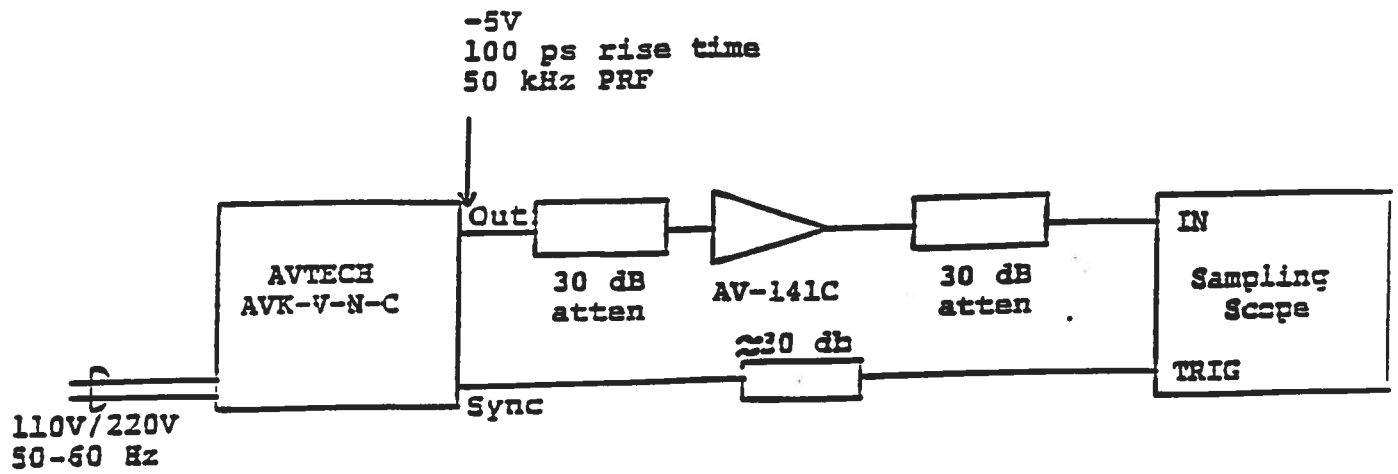 -5V
100 ps rise time
50 kHz PRF
Out
AVTECH
AVK-V-N-C
30 dB
atten
AV-141C
30 dB
atten
IN
Sampling
Scope
≈30 db
TRIG
Sync
110V/220V
50-60 Hz